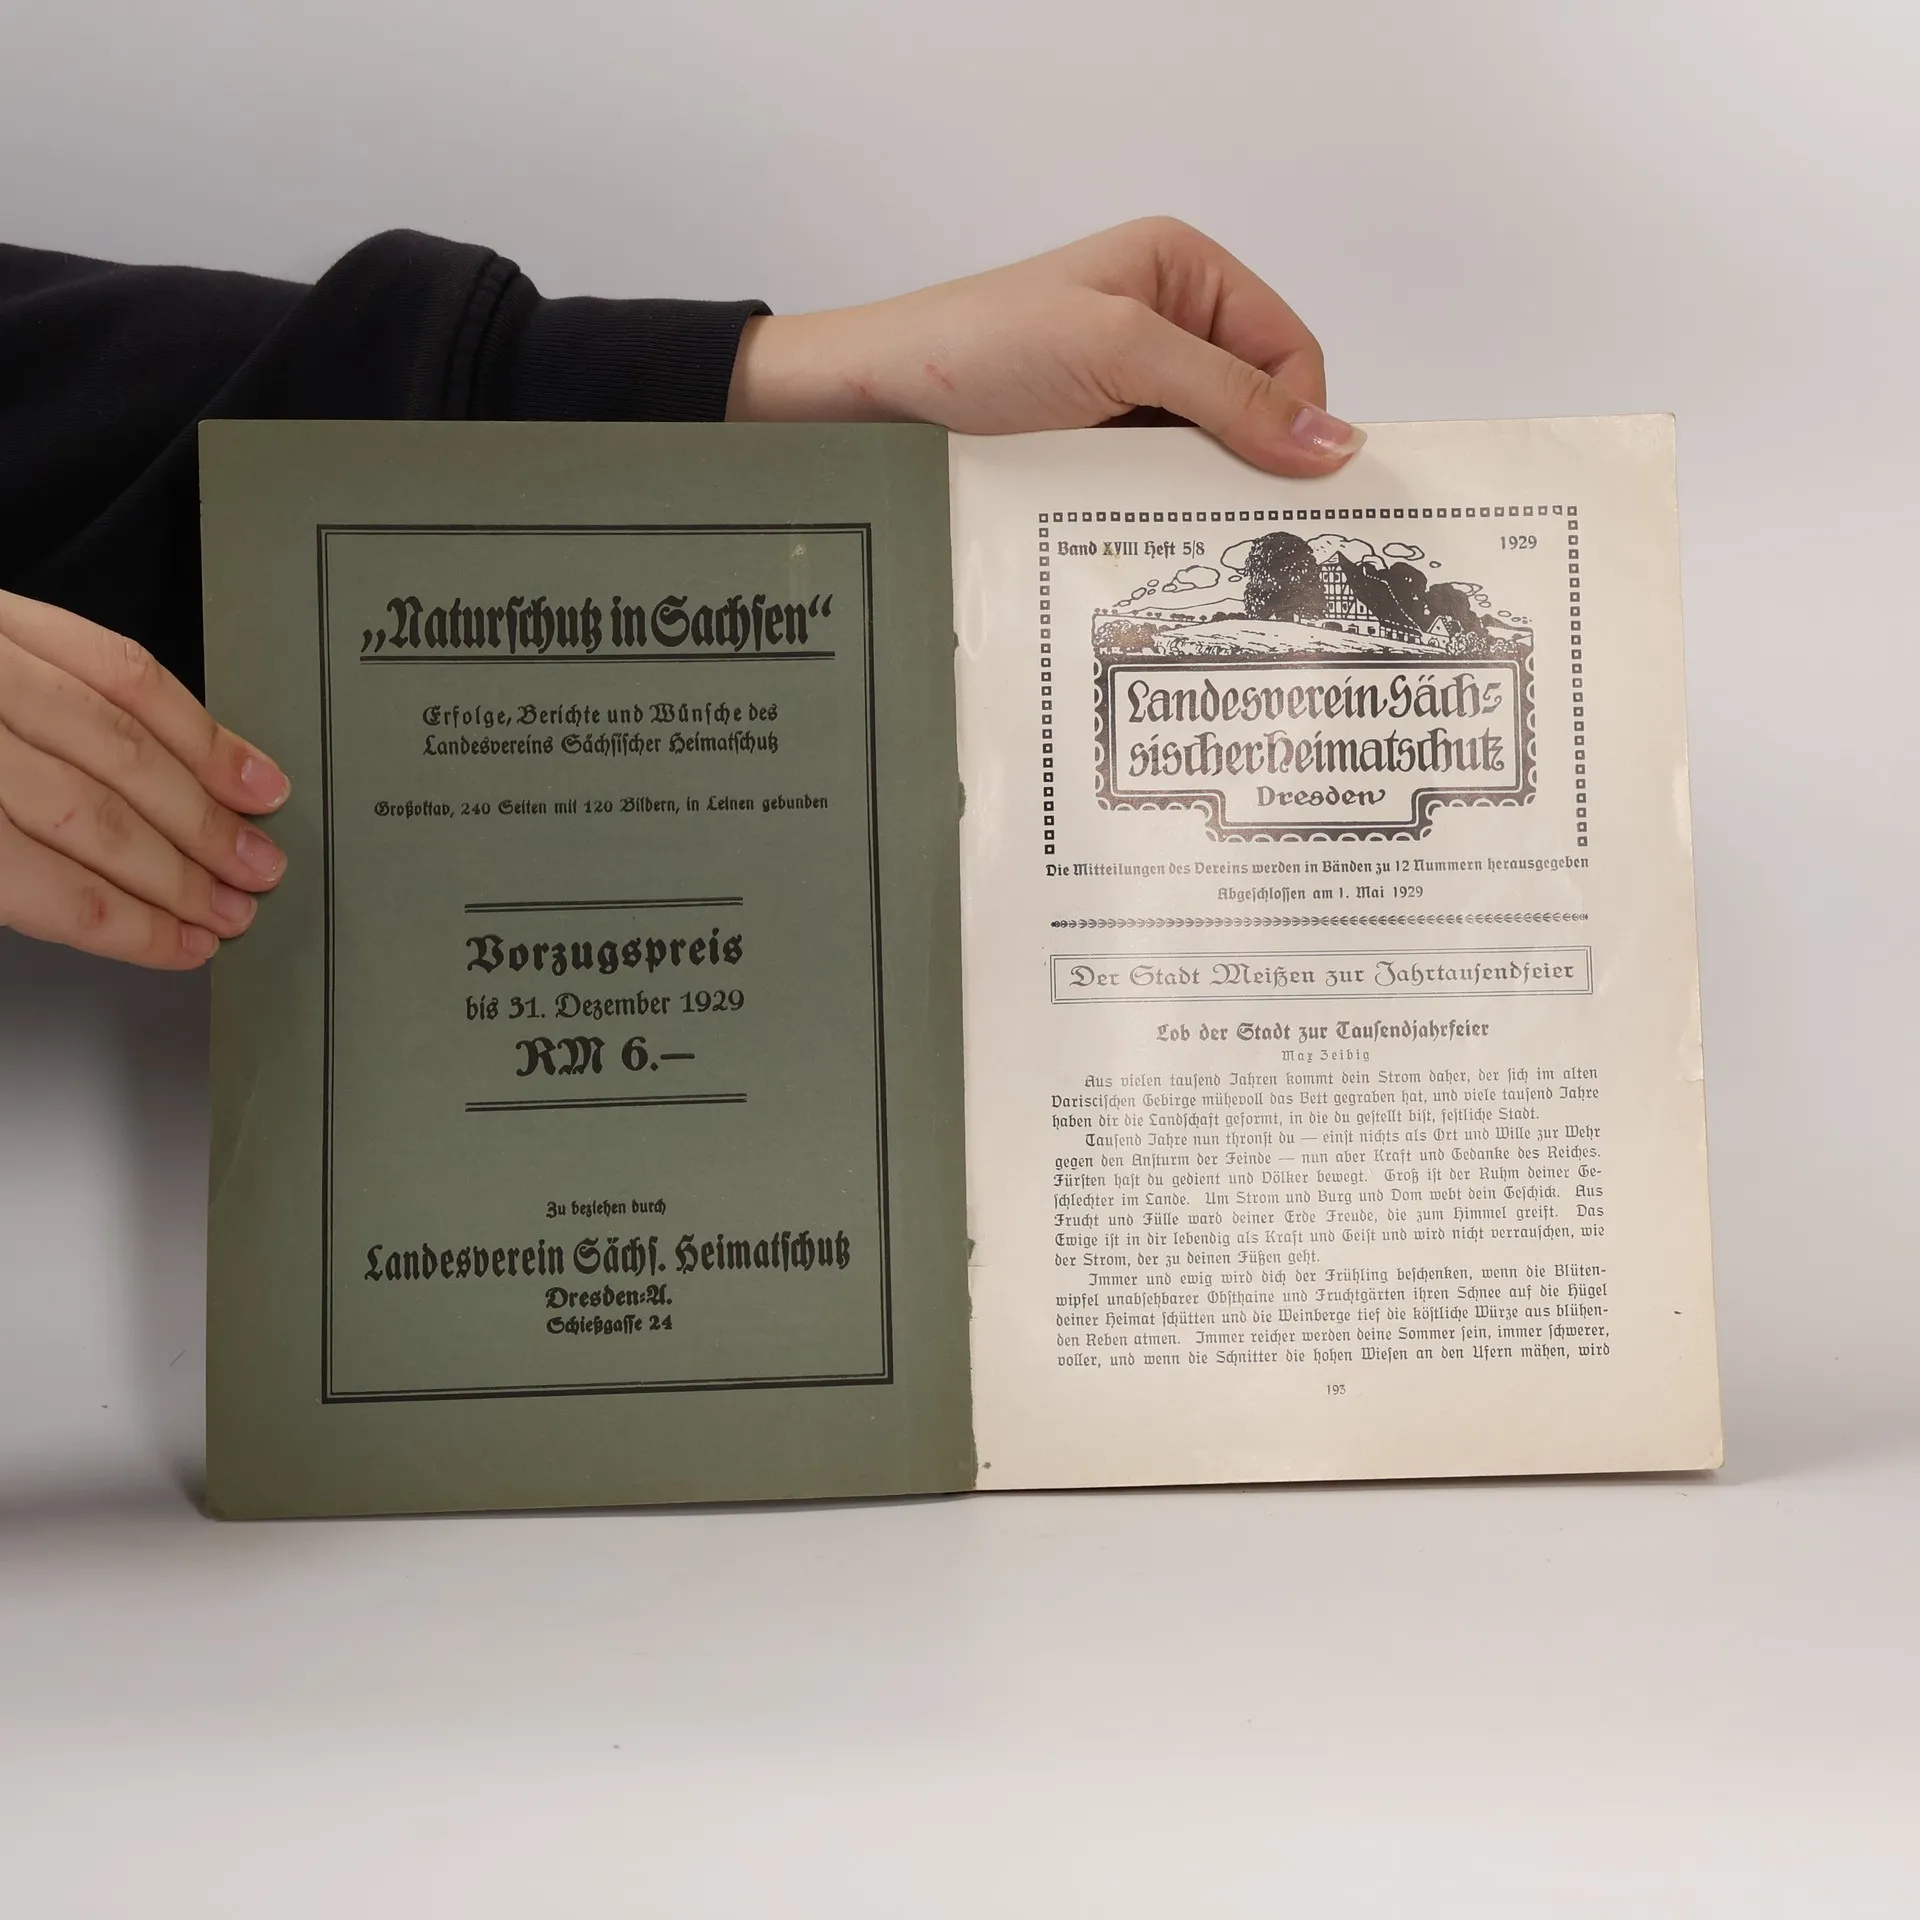 „Naturschutz in Sachsen“
Erfolge, Berichte und Wünsche des
Landesvereins Sächsischer Heimatschutz
Großoktav, 240 Seiten mit 120 Bildern, in Leinen gebunden
Vorzugspreis
bis 31. Dezember 1929
RM 6.—
Zu beziehen durch
Landesverein Sächs. Heimatschutz
Dresden-A.
Schießgasse 24
Band XVIII Heft 5/8
1929
Landesverein Säch-
sischer Heimatschutz
Dresden
Die Mitteilungen des Vereins werden in Bänden zu 12 Nummern herausgegeben
Abgeschlossen am 1. Mai 1929
Der Stadt Meißen zur Jahrtausendfeier
Lob der Stadt zur Tausendjahrfeier
Max Zeibig
Aus vielen tausend Jahren kommt dein Strom daher, der sich im alten
Variscischen Gebirge mühevoll das Bett gegraben hat, und viele tausend Jahre
haben dir die Landschaft geformt, in die du gestellt bist, festliche Stadt.
Tausend Jahre nun thronst du — einst nichts als Ort und Wille zur Wehr
gegen den Ansturm der Feinde — nun aber Kraft und Gedanke des Reiches.
Fürsten hast du gedient und Völker bewegt. Groß ist der Ruhm deiner Ge-
schlechter im Lande. Um Strom und Burg und Dom webt dein Geschick. Aus
Frucht und Fülle ward deiner Erde Freude, die zum Himmel greift. Das
Ewige ist in dir lebendig als Kraft und Geist und wird nicht verrauschen, wie
der Strom, der zu deinen Füßen geht.
Immer und ewig wird dich der Frühling beschenken, wenn die Blüten-
wipfel unabsehbarer Obsthaine und Fruchtgärten ihren Schnee auf die Hügel
deiner Heimat schütten und die Weinberge tief die köstliche Würze aus blühen-
den Reben atmen. Immer reicher werden deine Sommer sein, immer schwerer,
voller, und wenn die Schnitter die hohen Wiesen an den Ufern mähen, wird
193